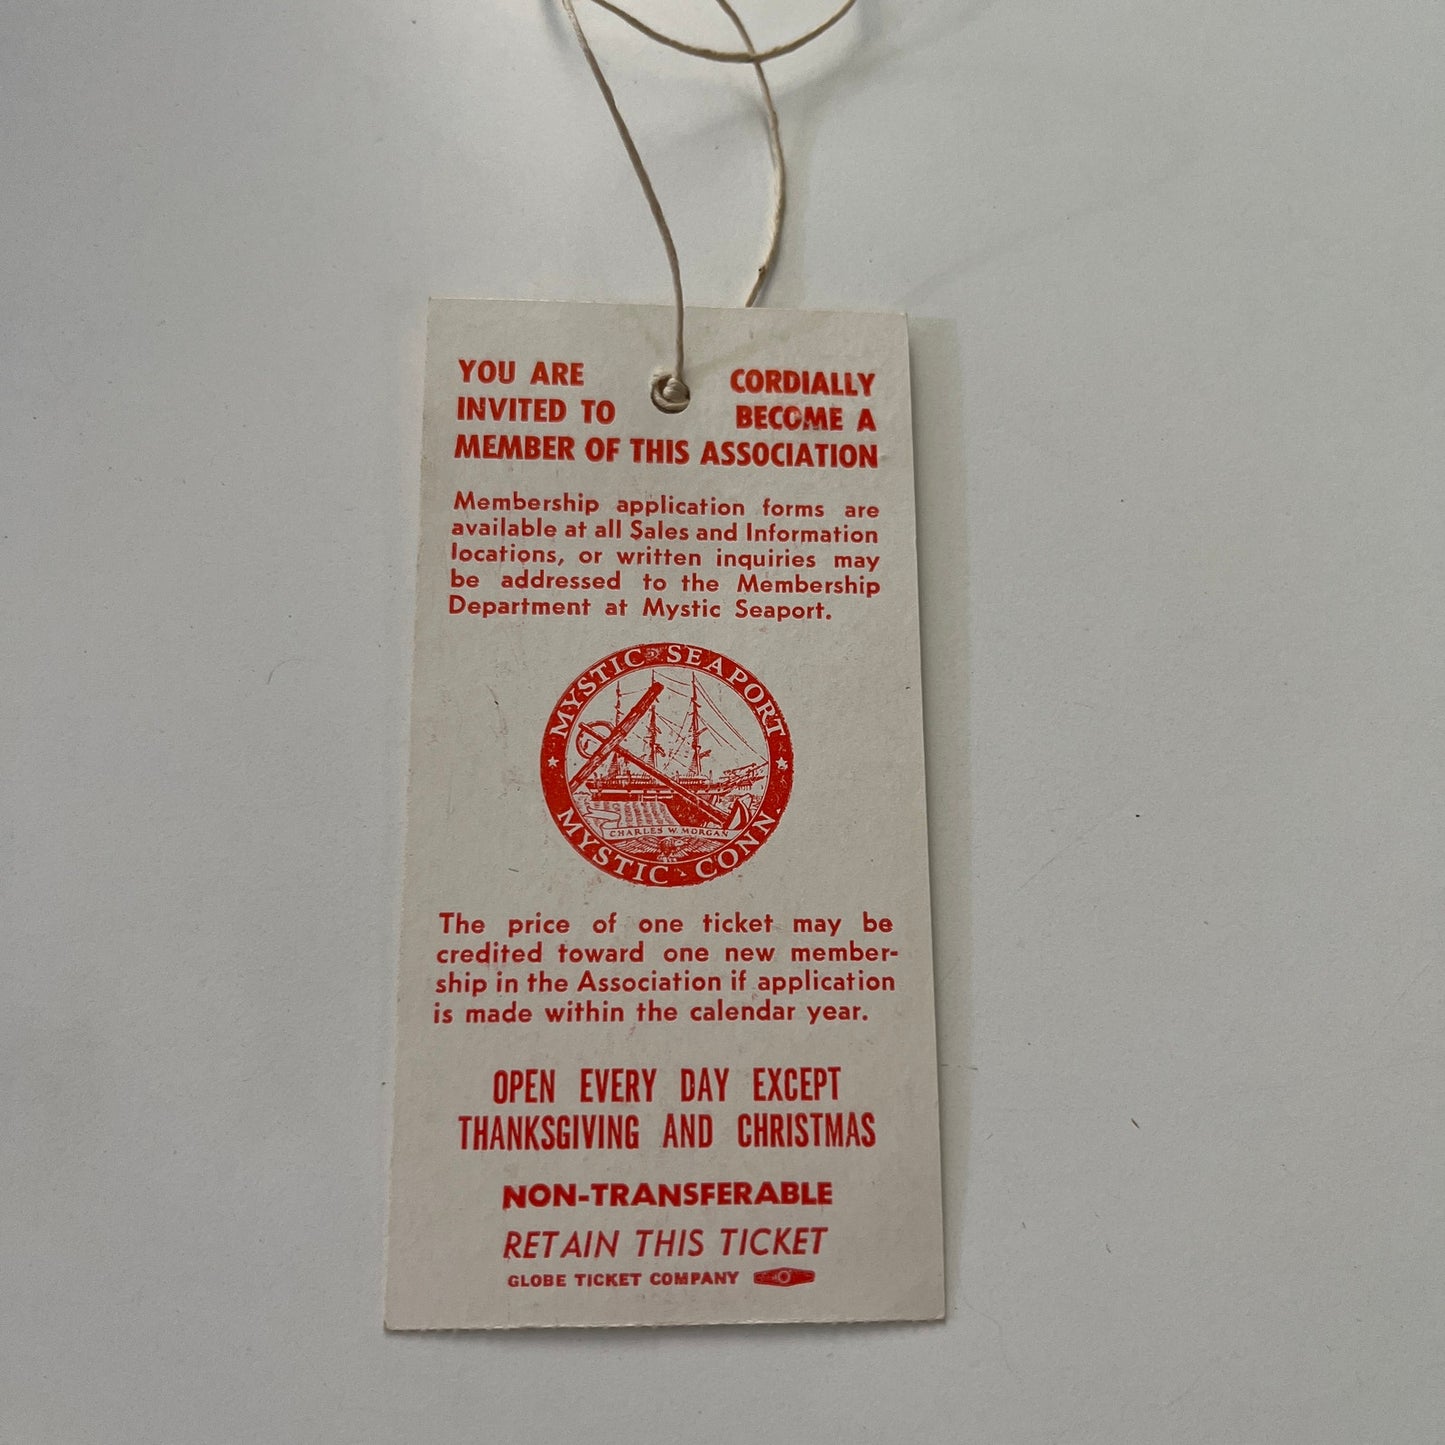 YOU ARE CORDIALLY
INVITED TO BECOME A
MEMBER OF THIS ASSOCIATION
Membership application forms are
available at all Sales and Information
locations, or written inquiries may
be addressed to the Membership
Department at Mystic Seaport.
MYSTIC SEAPORT
CHARLES W. MORGAN
MYSTIC CONN.
The price of one ticket may be
credited toward one new member-
ship in the Association if application
is made within the calendar year.
OPEN EVERY DAY EXCEPT
THANKSGIVING AND CHRISTMAS
NON-TRANSFERABLE
RETAIN THIS TICKET
GLOBE TICKET COMPANY